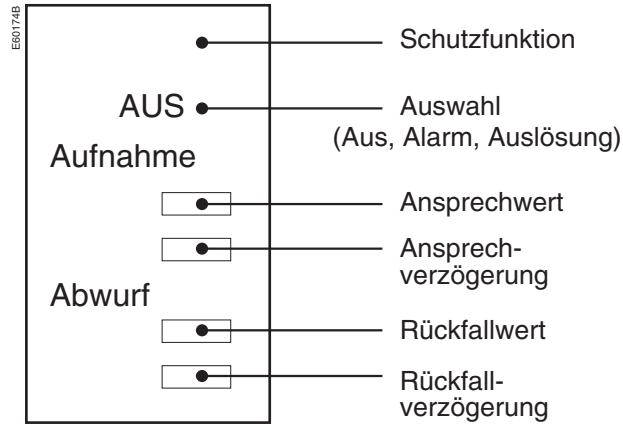 E60174B
Schutzfunktion
AUS
Auswahl
(Aus, Alarm, Auslösung)
Aufnahme
Ansprechwert
Ansprech-
verzögerung
Abwurf
Rückfallwert
Rückfall-
verzögerung